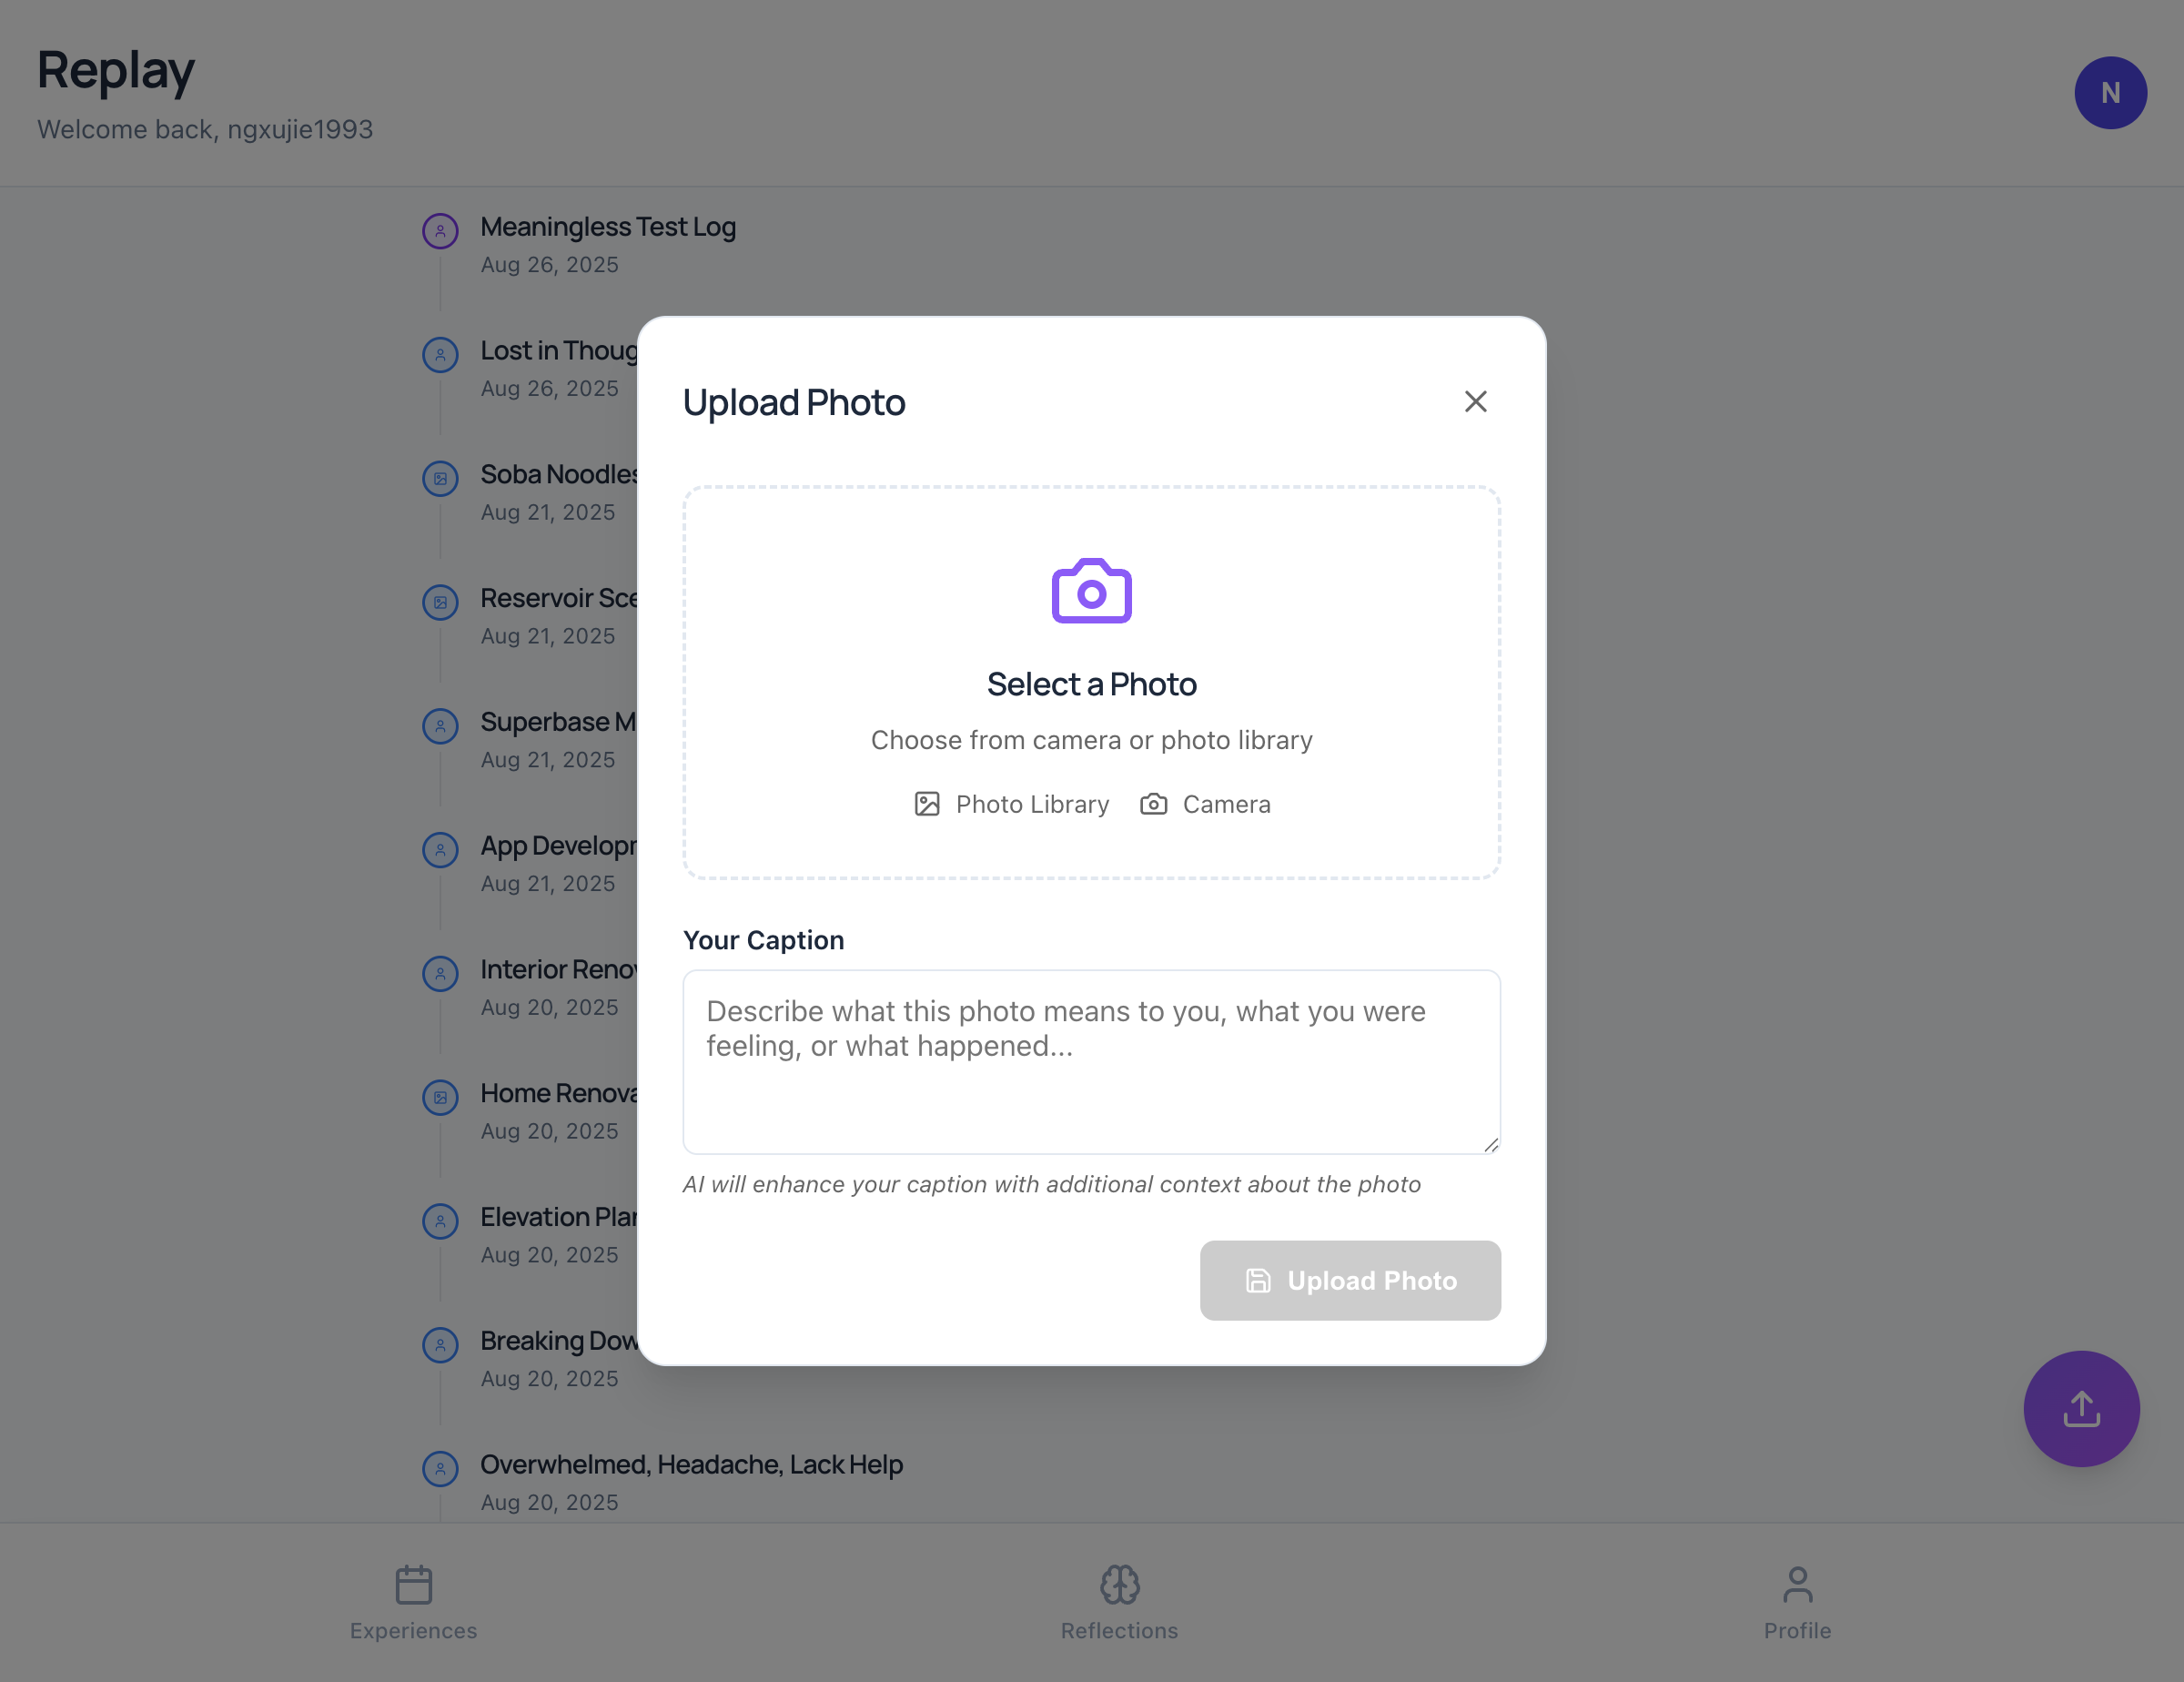 Replay
Welcome back, ngxujie1993
N
Meaningless Test Log
Aug 26, 2025
Lost in Thoug
Aug 26, 2025
Soba Noodles
Aug 21, 2025
Reservoir Sce
Aug 21, 2025
Superbase M
Aug 21, 2025
App Developm
Aug 21, 2025
Interior Renov
Aug 20, 2025
Home Renova
Aug 20, 2025
Elevation Plan
Aug 20, 2025
Breaking Dow
Aug 20, 2025
Overwhelmed, Headache, Lack Help
Aug 20, 2025
Upload Photo
Select a Photo
Choose from camera or photo library
Photo Library Camera
Your Caption
Describe what this photo means to you, what you were
feeling, or what happened...
AI will enhance your caption with additional context about the photo
Upload Photo
Experiences Reflections Profile